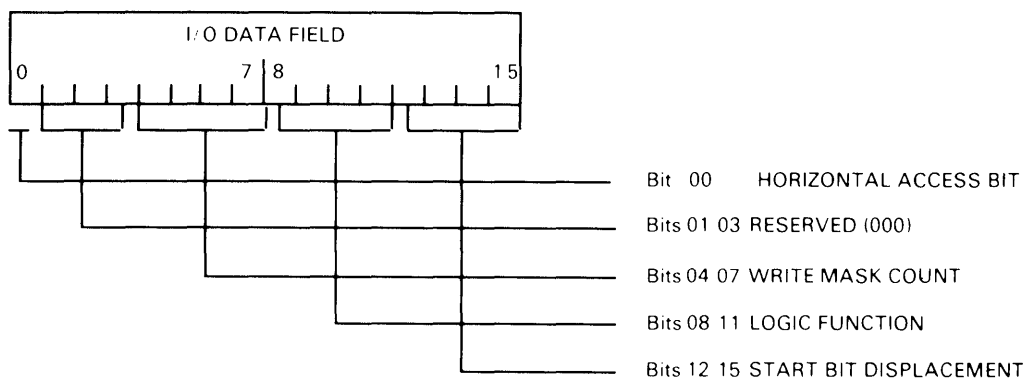 I/O DATA FIELD
0 7 8 15
Bit 00 HORIZONTAL ACCESS BIT
Bits 01 03 RESERVED (000)
Bits 04 07 WRITE MASK COUNT
Bits 08 11 LOGIC FUNCTION
Bits 12 15 START BIT DISPLACEMENT